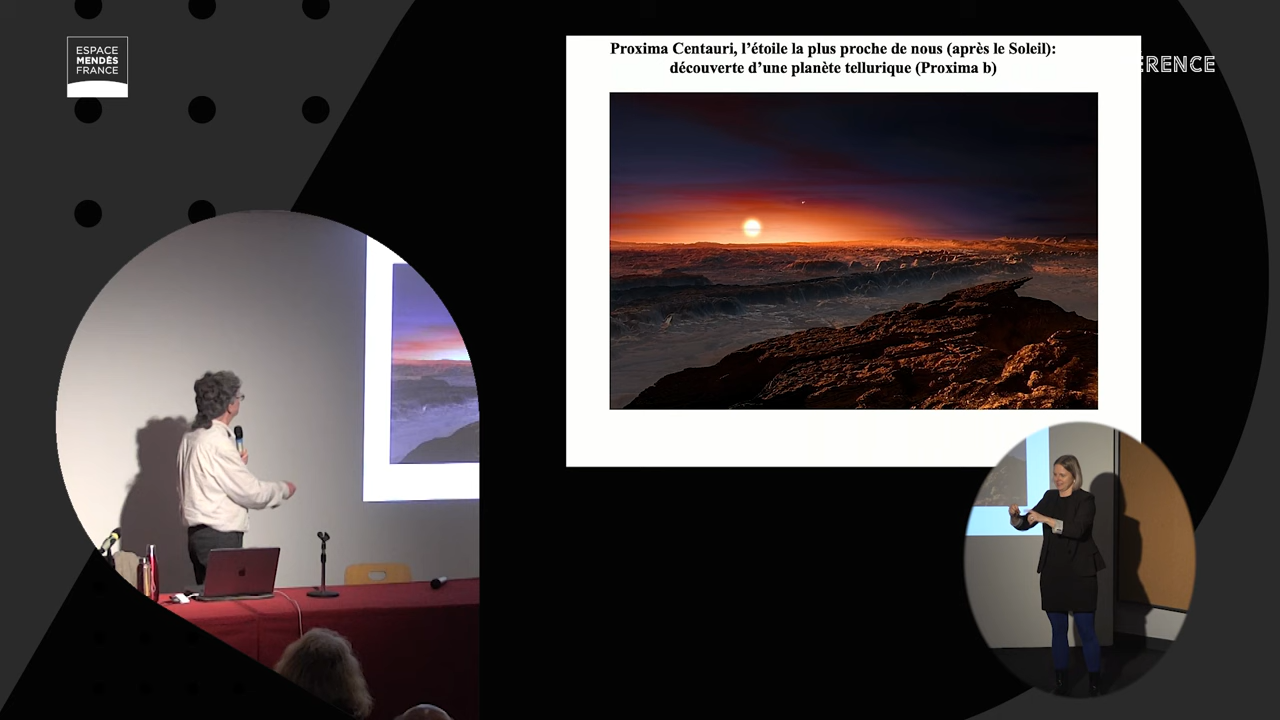 ESPACE
MENDÈS
FRANCE
Proxima Centauri, l’étoile la plus proche de nous (après le Soleil):
découverte d’une planète tellurique (Proxima b)
ÉRENCE